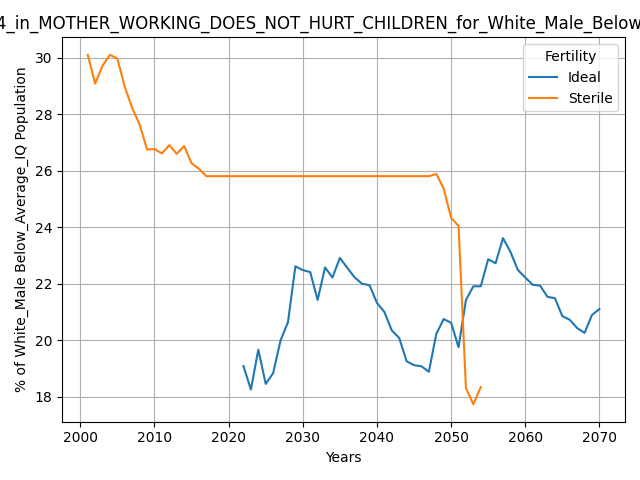 4_in_MOTHER_WORKING_DOES_NOT_HURT_CHILDREN_for_White_Male_Below
Fertility
Ideal
Sterile
% of White_Male Below_Average_IQ Population
30
28
26
24
22
20
18
2000 2010 2020 2030 2040 2050 2060 2070
Years